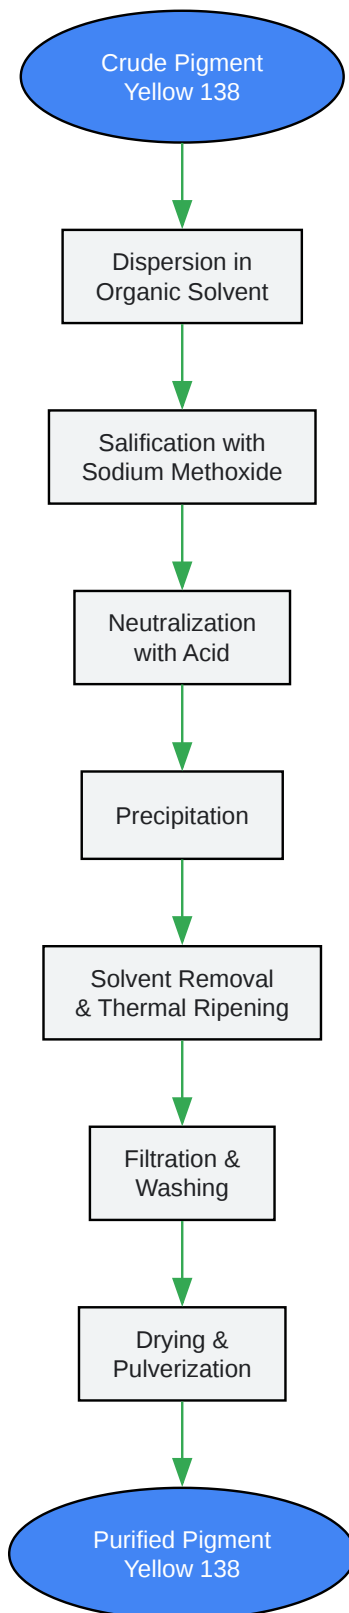 Crude Pigment
Yellow 138
Dispersion in
Organic Solvent
Salification with
Sodium Methoxide
Neutralization
with Acid
Precipitation
Solvent Removal
& Thermal Ripening
Filtration &
Washing
Drying &
Pulverization
Purified Pigment
Yellow 138